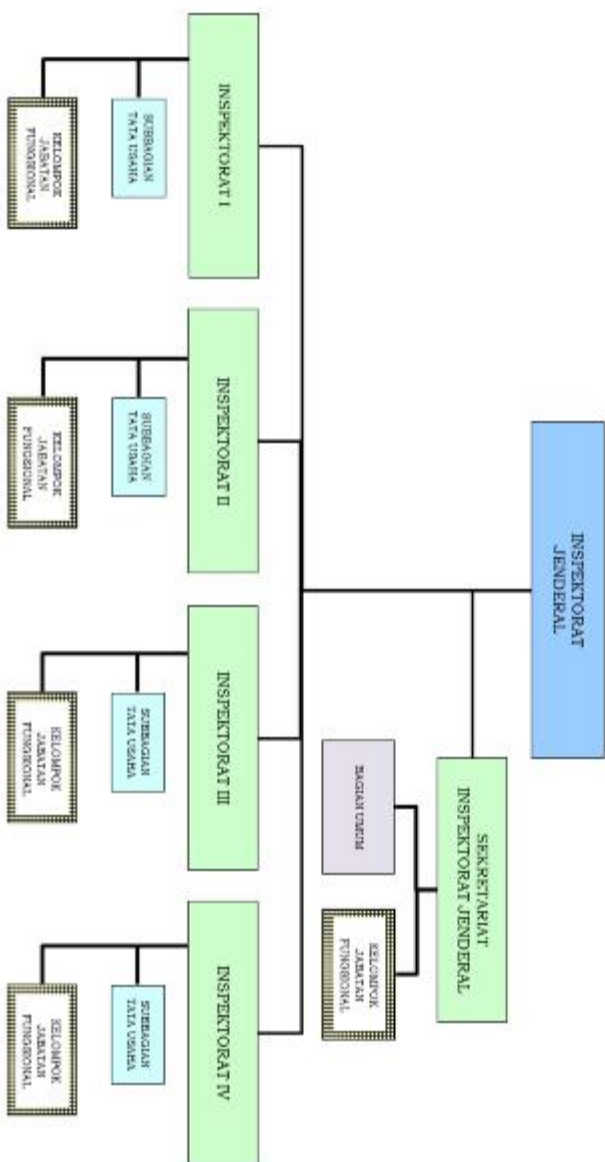 INSPEKTORAT
JENDERAL
SEKRETARIAT
INSPEKTORAT JENDERAL
BAGIAN UMUM
KELOMPOK
JABATAN
FUNGSIONAL
INSPEKTORAT I
SUBBAGIAN
TATA USAHA
KELOMPOK
JABATAN
FUNGSIONAL
INSPEKTORAT II
SUBBAGIAN
TATA USAHA
KELOMPOK
JABATAN
FUNGSIONAL
INSPEKTORAT III
SUBBAGIAN
TATA USAHA
KELOMPOK
JABATAN
FUNGSIONAL
INSPEKTORAT IV
SUBBAGIAN
TATA USAHA
KELOMPOK
JABATAN
FUNGSIONAL